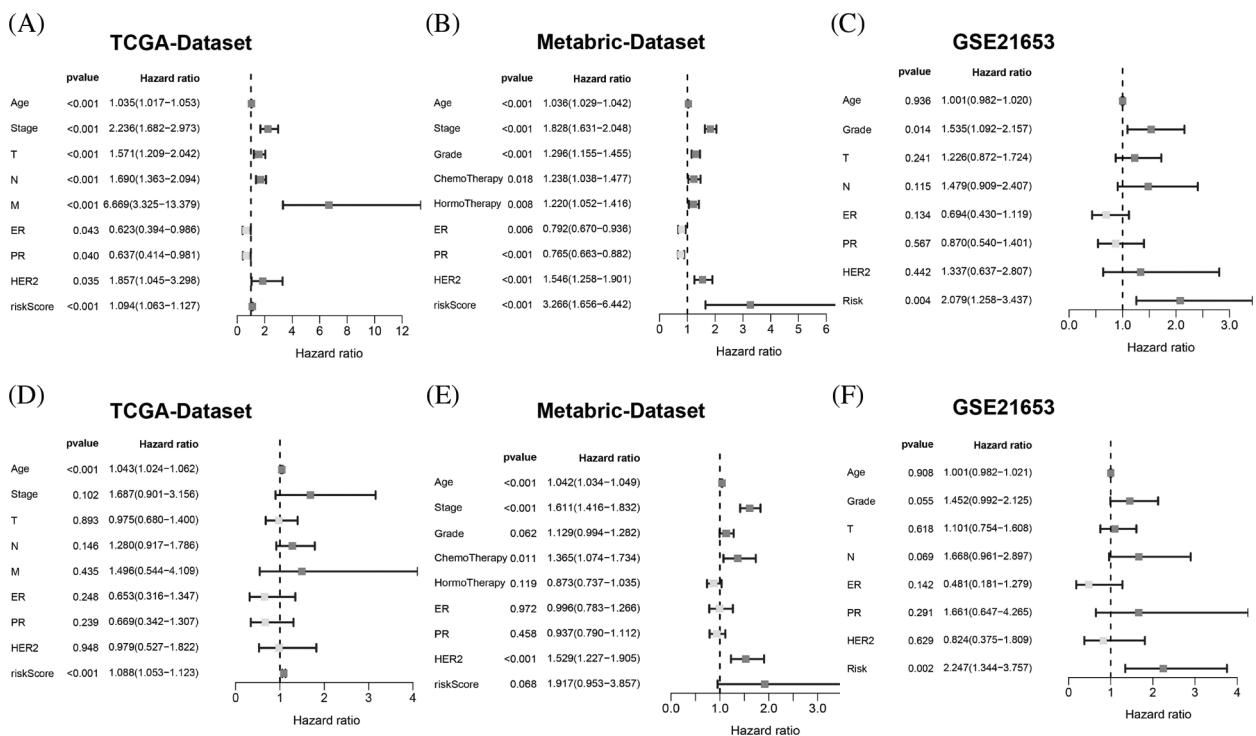 (A)
TCGA-Dataset
pvalue Hazard ratio
Age <0.001 1.035(1.017−1.053)
Stage <0.001 2.236(1.682−2.973)
T <0.001 1.571(1.209−2.042)
N <0.001 1.690(1.363−2.094)
M <0.001 6.669(3.325−13.379)
ER 0.043 0.623(0.394−0.986)
PR 0.040 0.637(0.414−0.981)
HER2 0.035 1.857(1.045−3.298)
riskScore <0.001 1.094(1.063−1.127)
0 2 4 6 8 10 12
Hazard ratio
(B)
Metabric-Dataset
pvalue Hazard ratio
Age <0.001 1.036(1.029−1.042)
Stage <0.001 1.828(1.631−2.048)
Grade <0.001 1.296(1.155−1.455)
ChemoTherapy 0.018 1.238(1.038−1.477)
HormoTherapy 0.008 1.220(1.052−1.416)
ER 0.006 0.792(0.670−0.936)
PR <0.001 0.765(0.663−0.882)
HER2 <0.001 1.546(1.258−1.901)
riskScore <0.001 3.266(1.656−6.442)
0 1 2 3 4 5 6
Hazard ratio
(C)
GSE21653
pvalue Hazard ratio
Age 0.936 1.001(0.982−1.020)
Grade 0.014 1.535(1.092−2.157)
T 0.241 1.226(0.872−1.724)
N 0.115 1.479(0.909−2.407)
ER 0.134 0.694(0.430−1.119)
PR 0.567 0.870(0.540−1.401)
HER2 0.442 1.337(0.637−2.807)
Risk 0.004 2.079(1.258−3.437)
0.0 1.0 2.0 3.0
Hazard ratio
(D)
TCGA-Dataset
pvalue Hazard ratio
Age <0.001 1.043(1.024−1.062)
Stage 0.102 1.687(0.901−3.156)
T 0.893 0.975(0.680−1.400)
N 0.146 1.280(0.917−1.786)
M 0.435 1.496(0.544−4.109)
ER 0.248 0.653(0.316−1.347)
PR 0.239 0.669(0.342−1.307)
HER2 0.948 0.979(0.527−1.822)
riskScore <0.001 1.088(1.053−1.123)
0 1 2 3 4
Hazard ratio
(E)
Metabric-Dataset
pvalue Hazard ratio
Age <0.001 1.042(1.034−1.049)
Stage <0.001 1.611(1.416−1.832)
Grade 0.062 1.129(0.994−1.282)
ChemoTherapy 0.011 1.365(1.074−1.734)
HormoTherapy 0.119 0.873(0.737−1.035)
ER 0.972 0.996(0.783−1.266)
PR 0.458 0.937(0.790−1.112)
HER2 <0.001 1.529(1.227−1.905)
riskScore 0.068 1.917(0.953−3.857)
0.0 1.0 2.0 3.0
Hazard ratio
(F)
GSE21653
pvalue Hazard ratio
Age 0.908 1.001(0.982−1.021)
Grade 0.055 1.452(0.992−2.125)
T 0.618 1.101(0.754−1.608)
N 0.069 1.668(0.961−2.897)
ER 0.142 0.481(0.181−1.279)
PR 0.291 1.661(0.647−4.265)
HER2 0.629 0.824(0.375−1.809)
Risk 0.002 2.247(1.344−3.757)
0 1 2 3 4
Hazard ratio